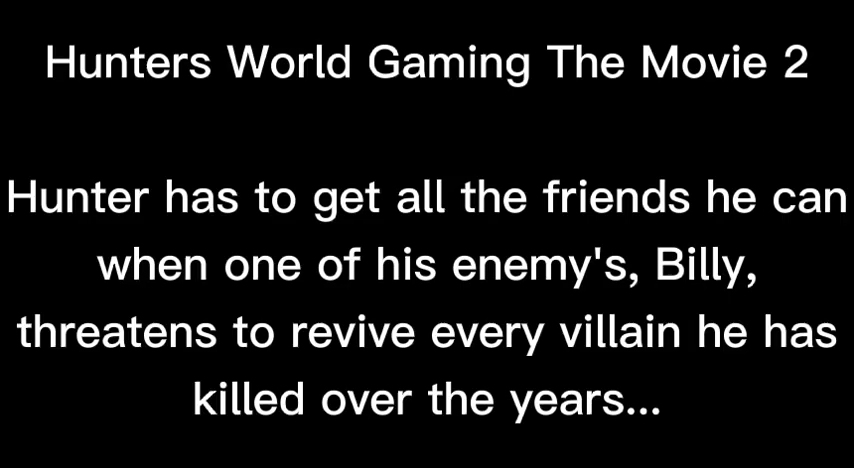 Hunters World Gaming The Movie 2
Hunter has to get all the friends he can
when one of his enemy's, Billy,
threatens to revive every villain he has
killed over the years...